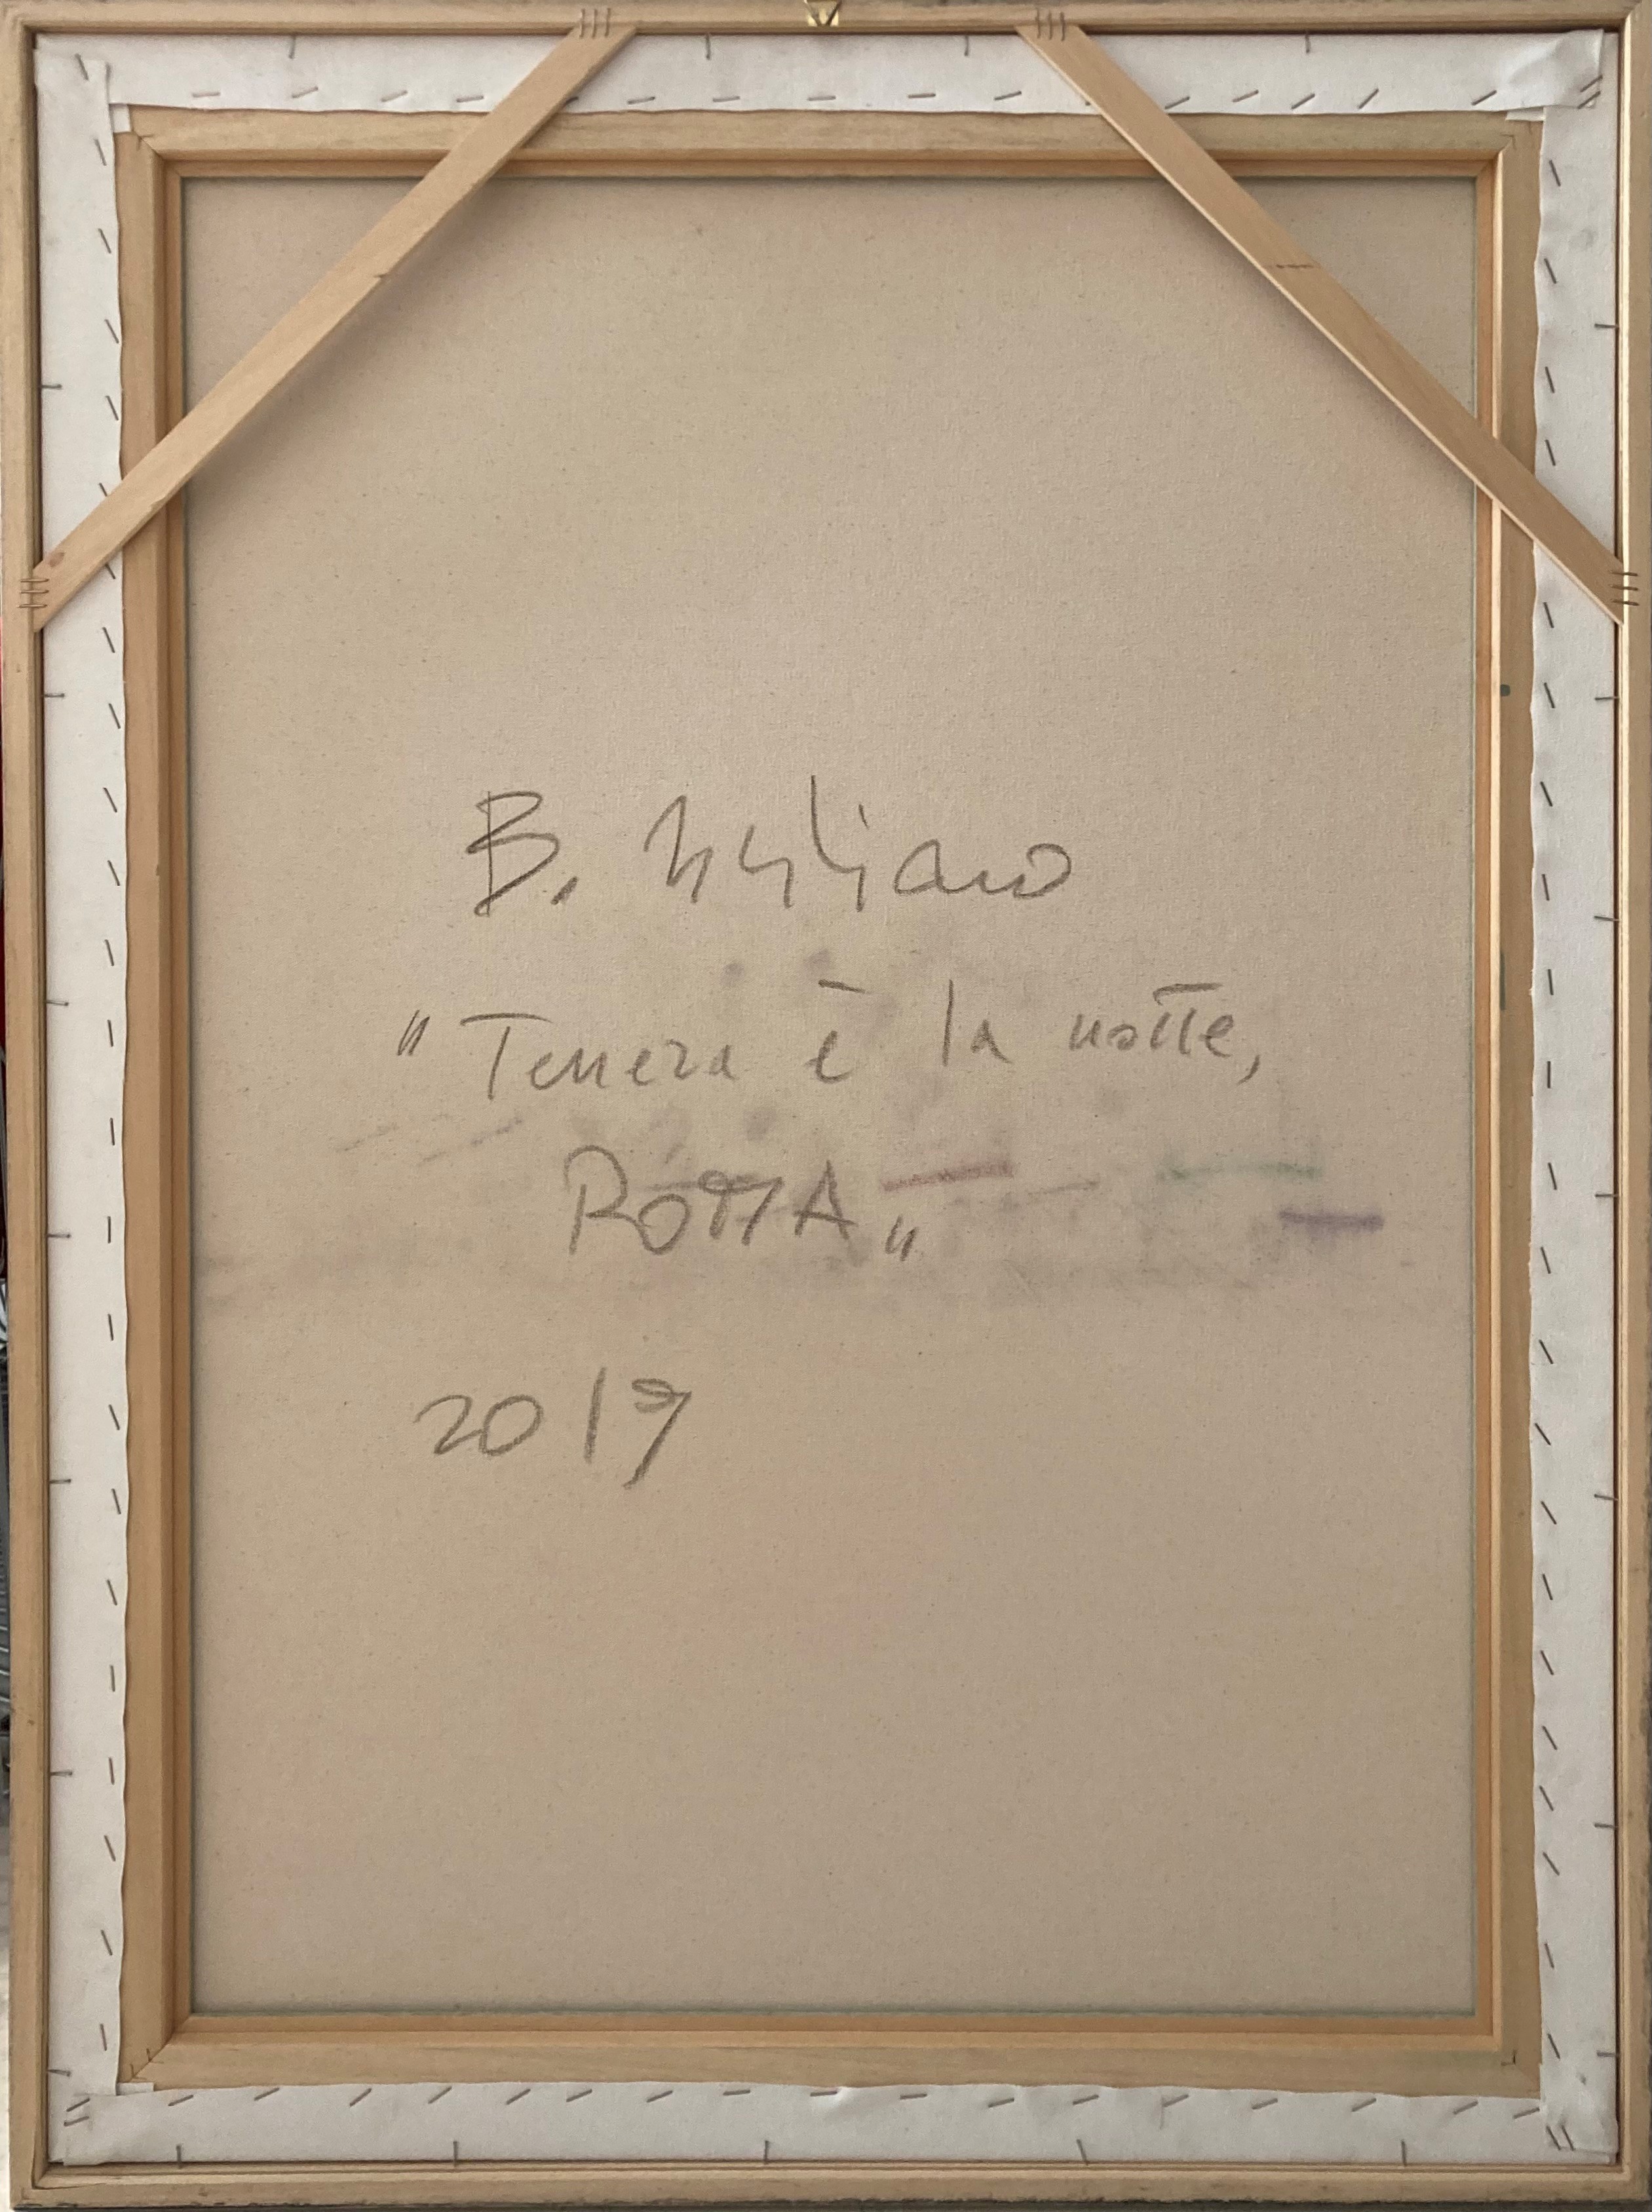 B.
"Tenera è la notte,
ROMA„
2019